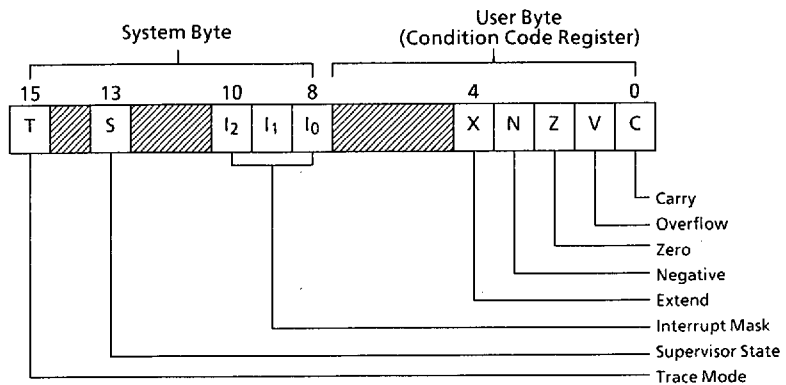 User Byte
System Byte
(Condition Code Register)
15 13 10 8 4 0
T S I2 I1 I0 X N Z V C
Carry
Overflow
Zero
Negative
Extend
Interrupt Mask
Supervisor State
Trace Mode